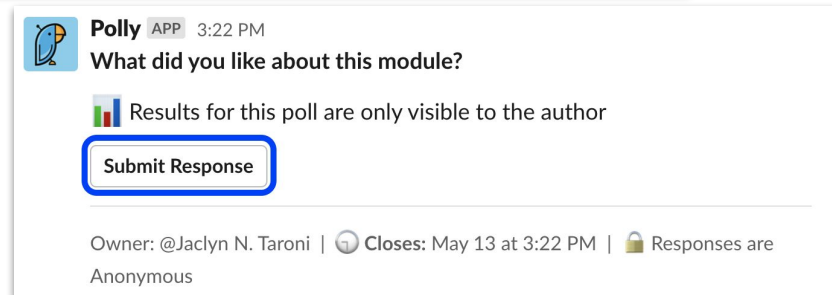 Polly APP 3:22 PM
What did you like about this module?
Results for this poll are only visible to the author
Submit Response
Owner: @Jaclyn N. Taroni | Closes: May 13 at 3:22 PM | Responses are
Anonymous